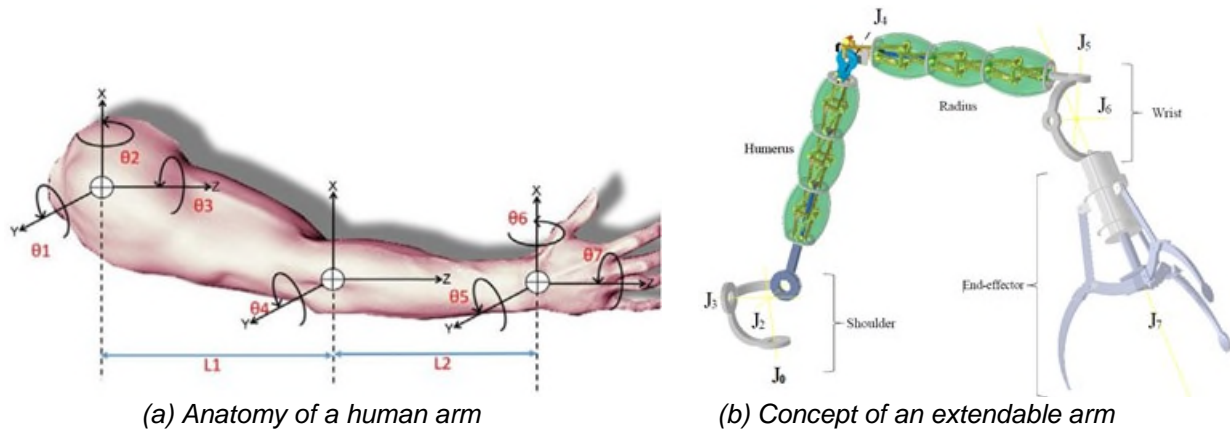 X
θ2
Z
θ3
Y
θ1
X
Z
θ4
Y
X
θ6
θ7
Z
θ5
Y
L1
L2
(a) Anatomy of a human arm
J4
J5
Radius
J6
Wrist
Humerus
End-effector
J3
J2
Shoulder
J0
J7
(b) Concept of an extendable arm